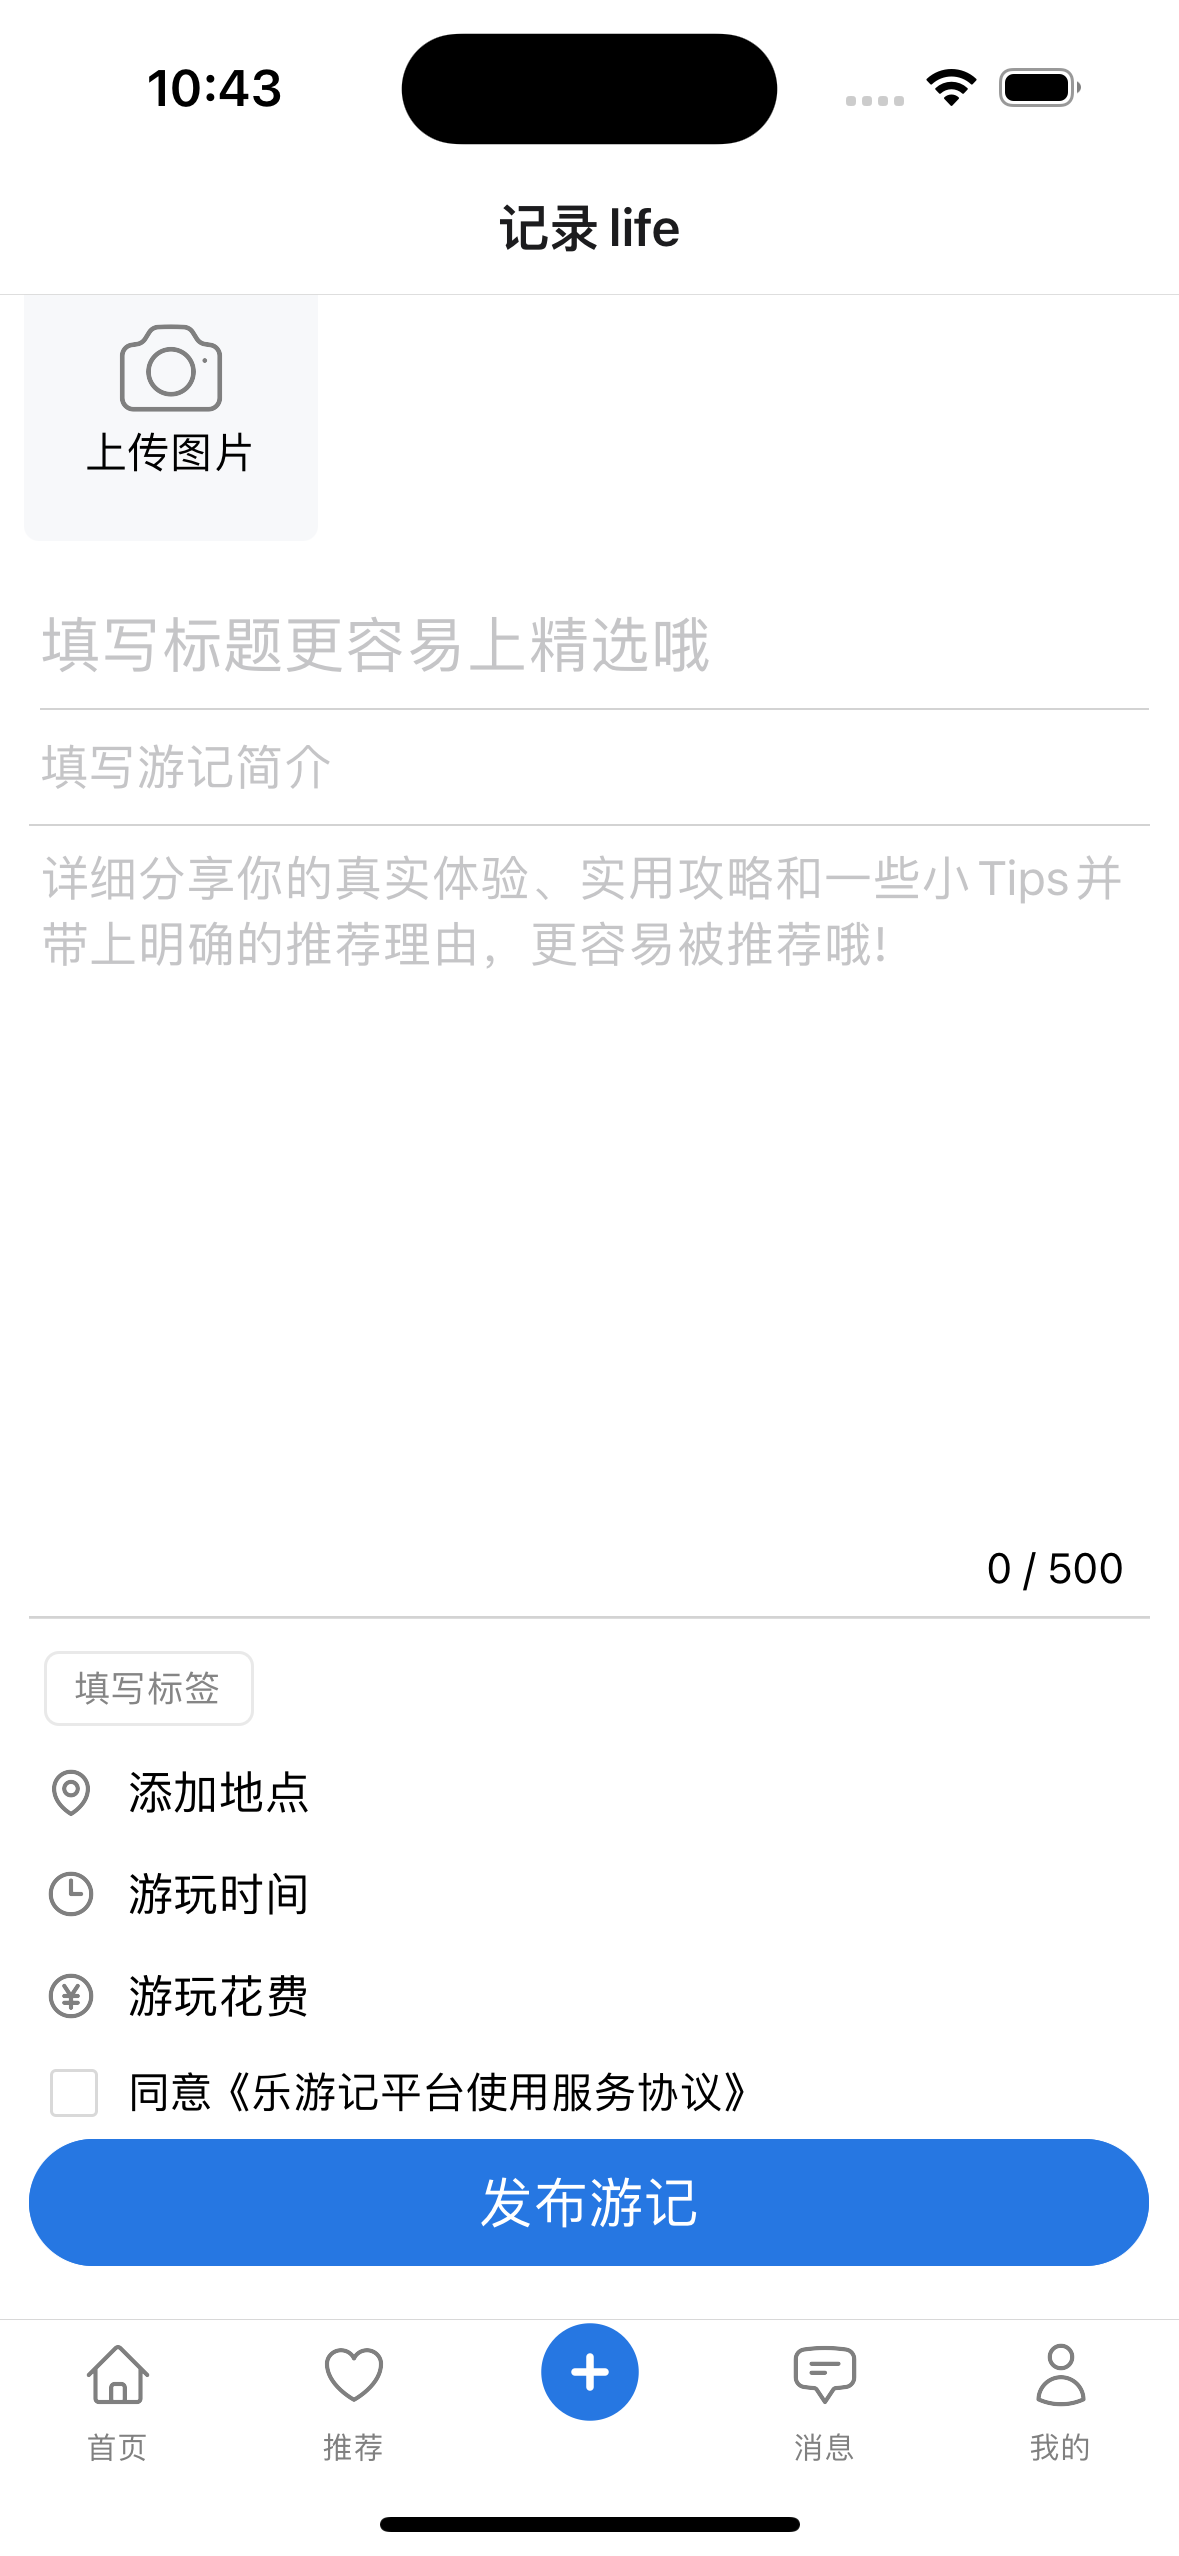 10:43
记录 life
上传图片
填写标题更容易上精选哦
填写游记简介
详细分享你的真实体验、实用攻略和一些小 Tips 并
带上明确的推荐理由，更容易被推荐哦!
0 / 500
填写标签
添加地点
游玩时间
游玩花费
同意《乐游记平台使用服务协议》
发布游记
首页
推荐
消息
我的